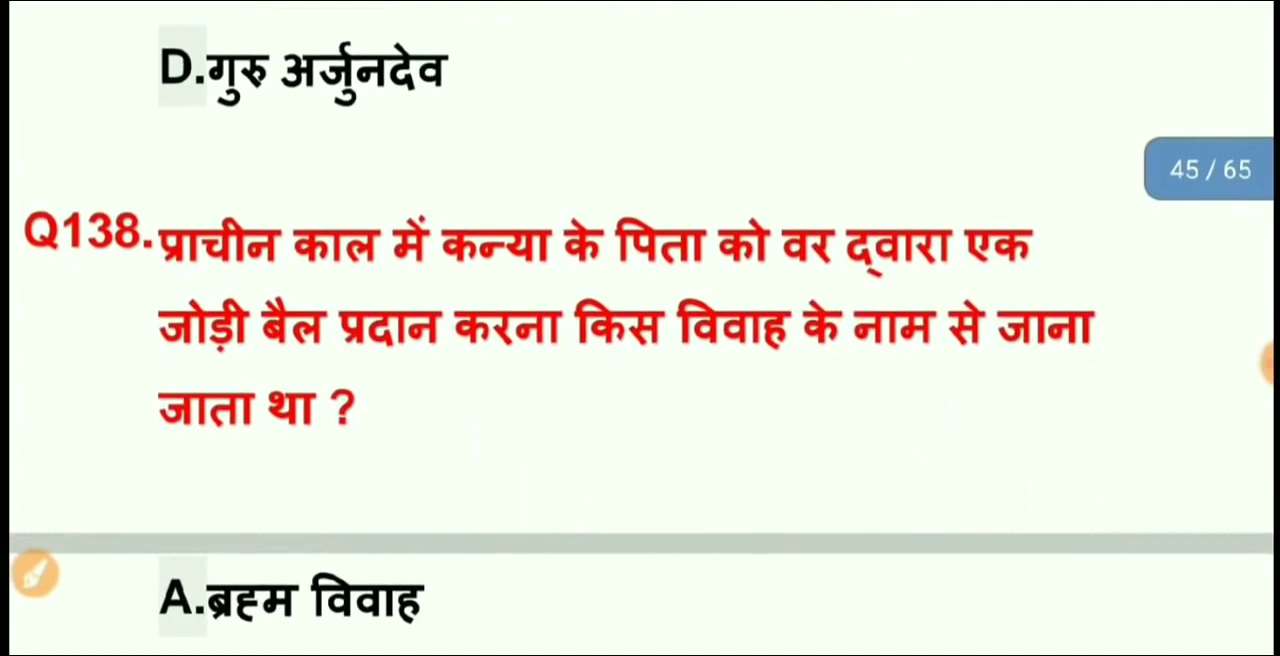 D.गुरु अर्जुनदेव
45 / 65
Q138.प्राचीन काल में कन्या के पिता को वर द्वारा एक
जोड़ी बैल प्रदान करना किस विवाह के नाम से जाना
जाता था ?
A.ब्रह्म विवाह